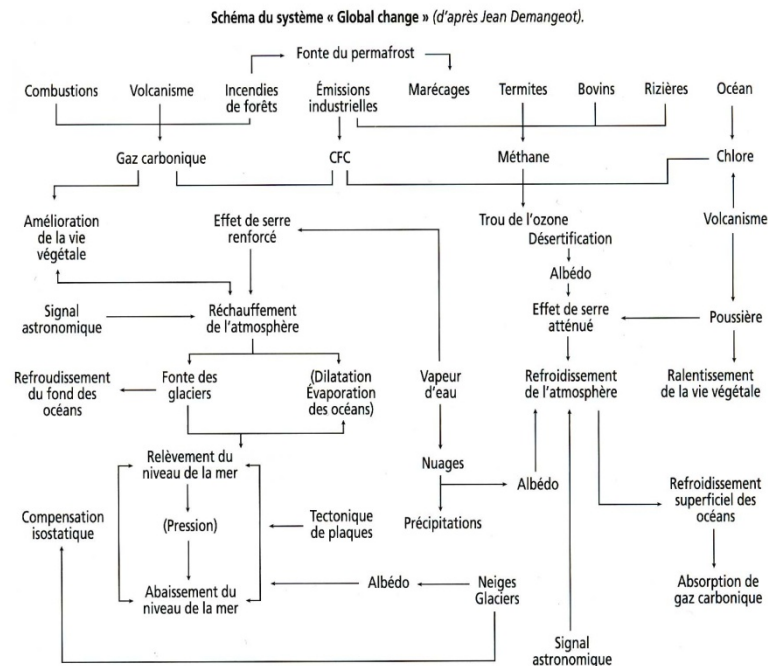 Schéma du système « Global change » (d'après Jean Demangeot).
Fonte du permafrost
Combustions Volcanisme Incendies Émissions Marécages Termites Bovins Rizières Océan
de forêts industrielles
Gaz carbonique CFC Méthane Chlore
Amélioration Effet de serre Trou de l'ozone Volcanisme
de la vie renforcé Désertification
végétale
Albédo
Signal Réchauffement Effet de serre Poussière
astronomique de l'atmosphère atténué
Refroudissement Fonte des (Dilatation Vapeur Refroidissement Ralentissement
du fond des glaciers Évaporation d'eau de l'atmosphère de la vie végétale
océans des océans)
Relèvement du Nuages Refroidissement
niveau de la mer Albédo superficiel des
océans
Compensation (Pression) Tectonique Précipitations
isostatique de plaques
Abaissement du Albédo Neiges Absorption de
niveau de la mer Glaciers gaz carbonique
Signal
astronomique